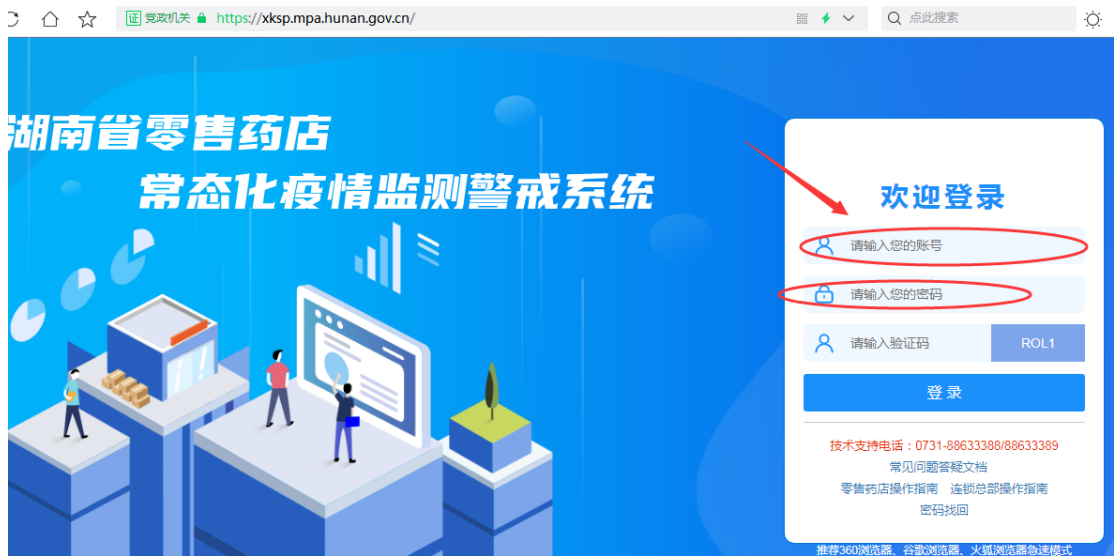 证 党政机关 https://xksp.mpa.hunan.gov.cn/ 点此搜索
湖南省零售药店
常态化疫情监测警戒系统
欢迎登录
请输入您的账号
请输入您的密码
请输入验证码 ROL1
登录
技术支持电话：0731-88633388/88633389
常见问题答疑文档
零售药店操作指南 连锁总部操作指南
密码找回
推荐360浏览器、谷歌浏览器、火狐浏览器急速模式